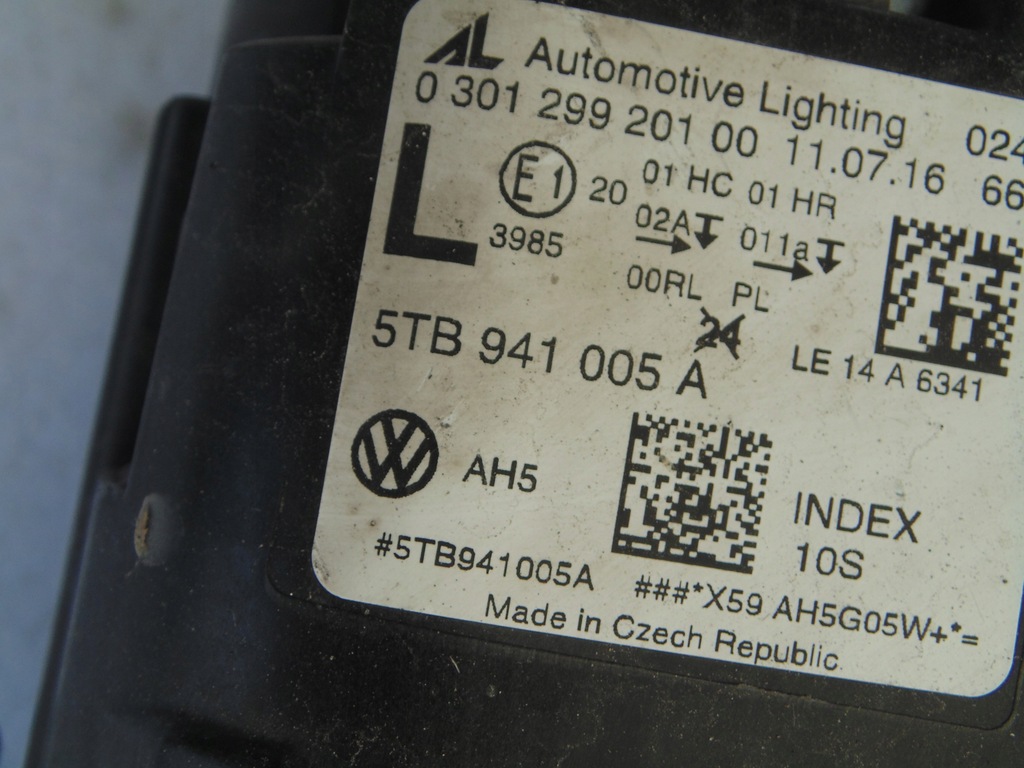 AL Automotive Lighting 024
0 301 299 201 00 11.07.16 66
L E1 20 01 HC 01 HR
3985 02A 011a
00RL PL
24
5TB 941 005 A LE 14 A 6341
VW AH5 INDEX
10S
#5TB941005A ###*X59 AH5G05W+*=
Made in Czech Republic